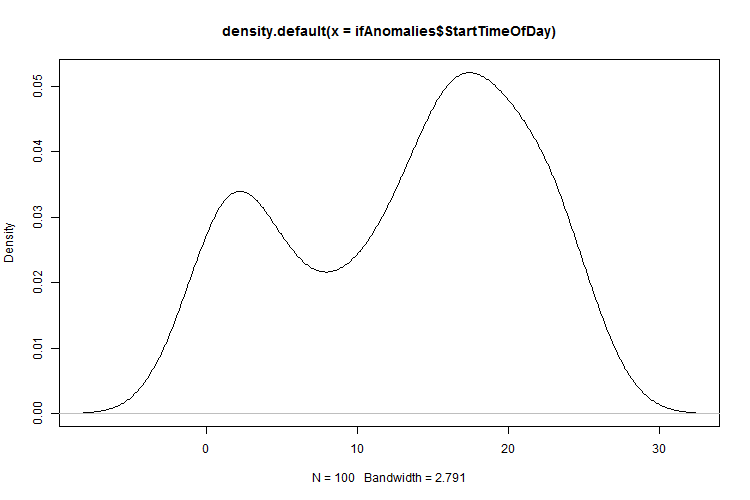 density.default(x = ifAnomalies$StartTimeOfDay)
Density
0.05
0.04
0.03
0.02
0.01
0.00
0 10 20 30
N = 100 Bandwidth = 2.791